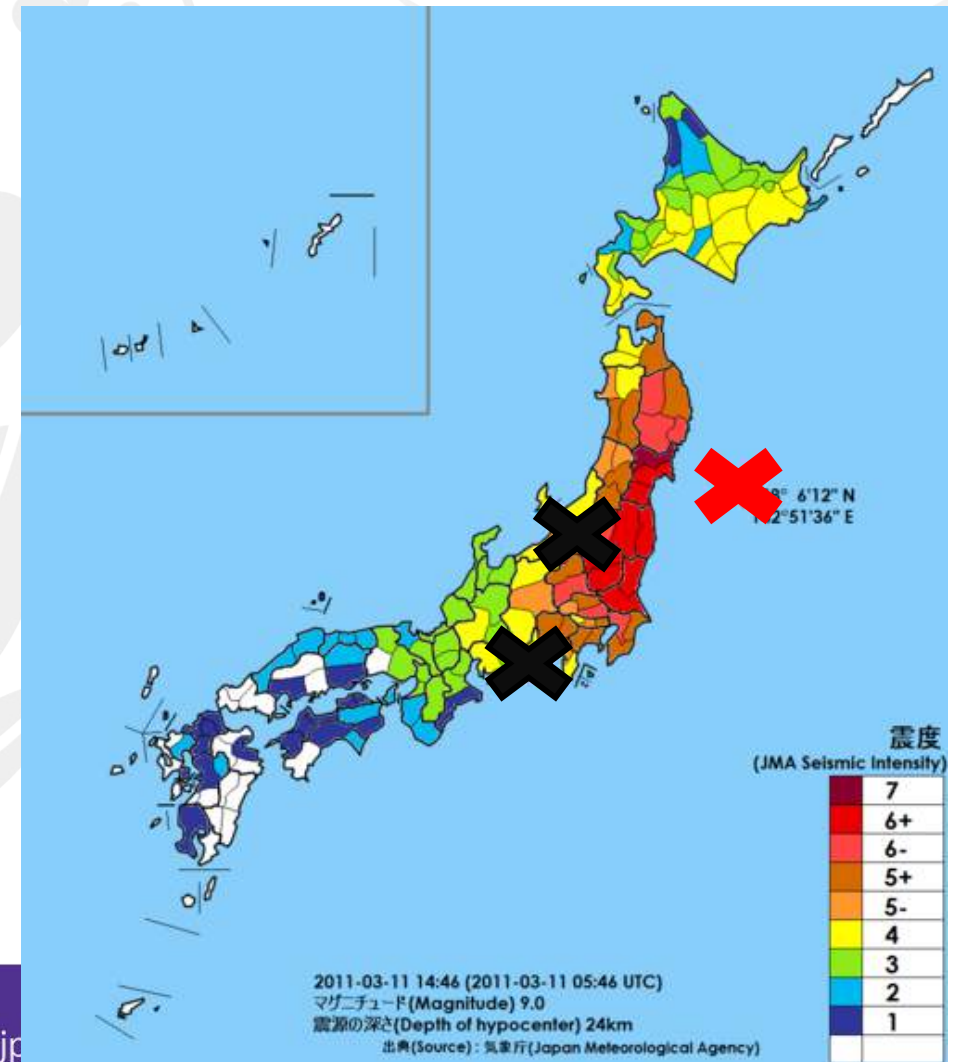 6'12" N
2°51'36" E
震度
(JMA Seismic Intensity)
7
6+
6-
5+
5-
4
3
2
1
2011-03-11 14:46 (2011-03-11 05:46 UTC)
マグニチュード(Magnitude) 9.0
震源の深さ(Depth of hypocenter) 24km
出典(Source) : 気象庁(Japan Meteorological Agency)